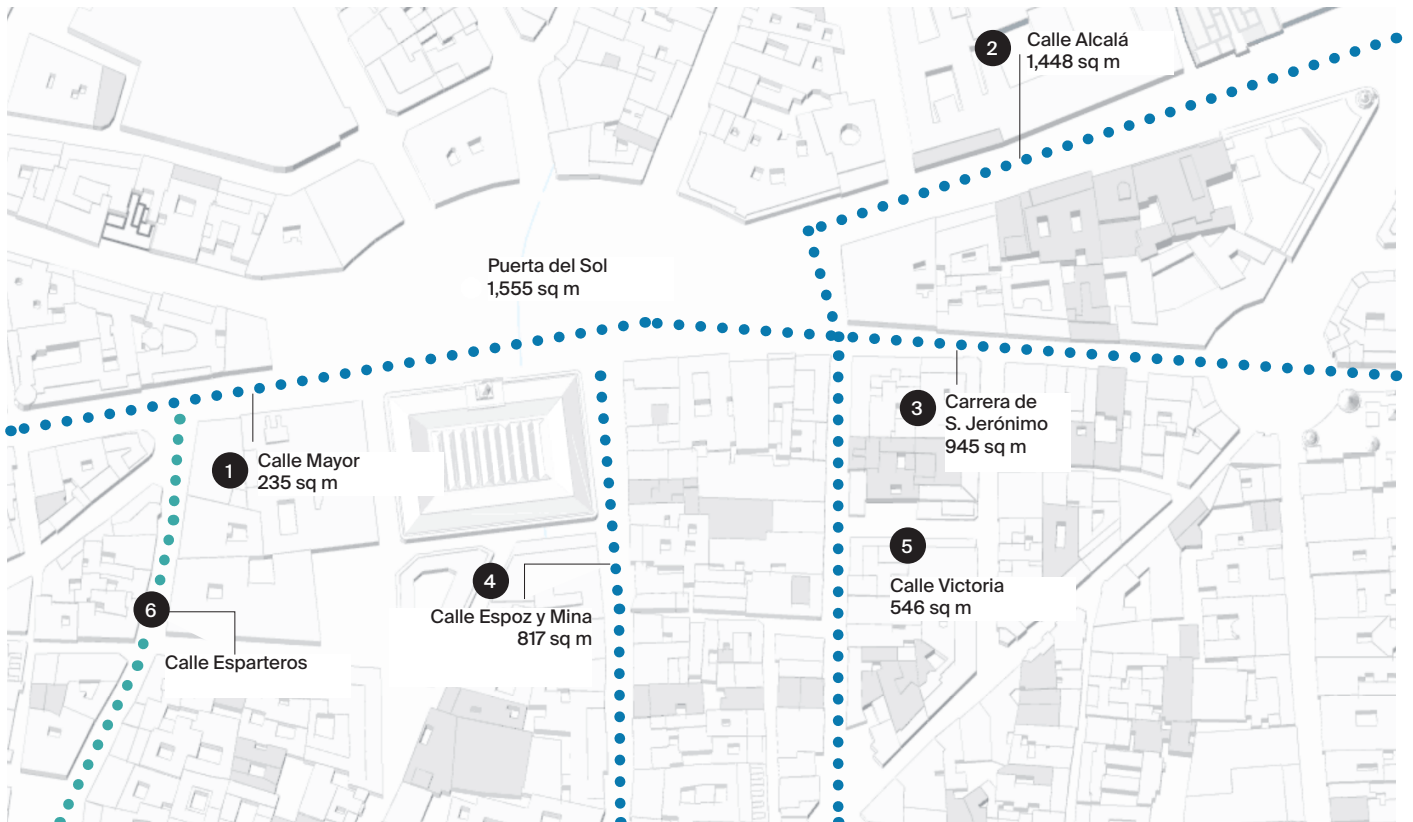 2
Calle Alcalá
1,448 sq m
Puerta del Sol
1,555 sq m
3
Carrera de
S. Jerónimo
945 sq m
1
Calle Mayor
235 sq m
5
Calle Victoria
546 sq m
4
Calle Espoz y Mina
817 sq m
6
Calle Esparteros